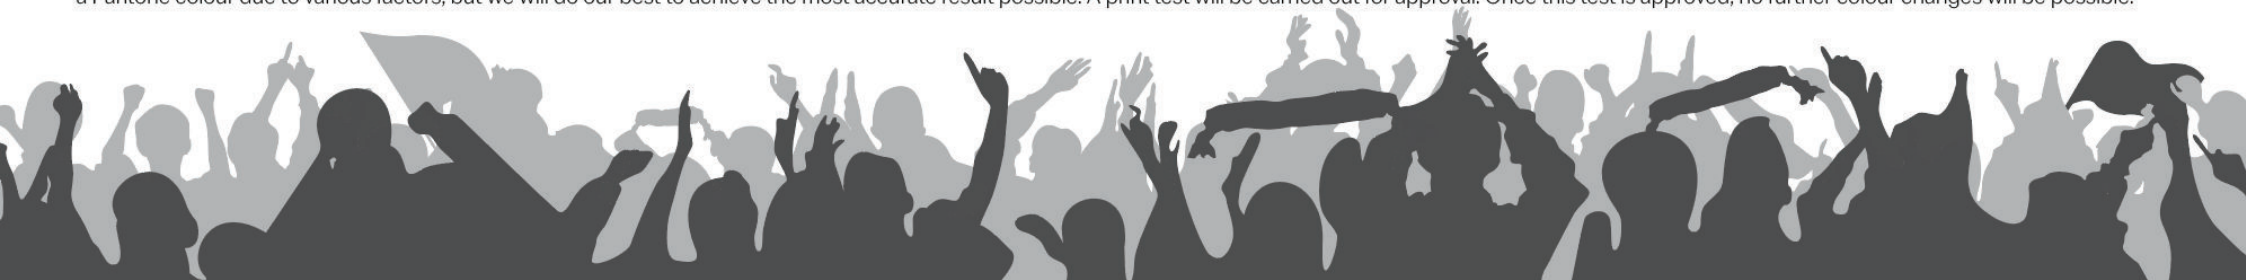 a Pantone colour due to various factors, but we will do our best to achieve the most accurate result possible. A print test will be carried out for approval. Once this test is approved, no further colour changes will be possible.